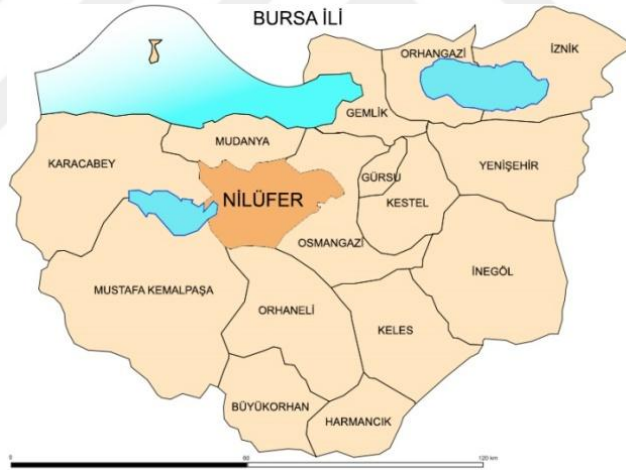 BURSA İLİ
ORHANGAZİ
İZNİK
GEMLİK
MUDANYA
KARACABEY
YENİŞEHİR
GÜRSU
NİLÜFER
KESTEL
OSMANGAZİ
İNEGÖL
MUSTAFA KEMALPAŞA
ORHANELİ
KELES
BÜYÜKORHAN
HARMANCIK
60
120 km